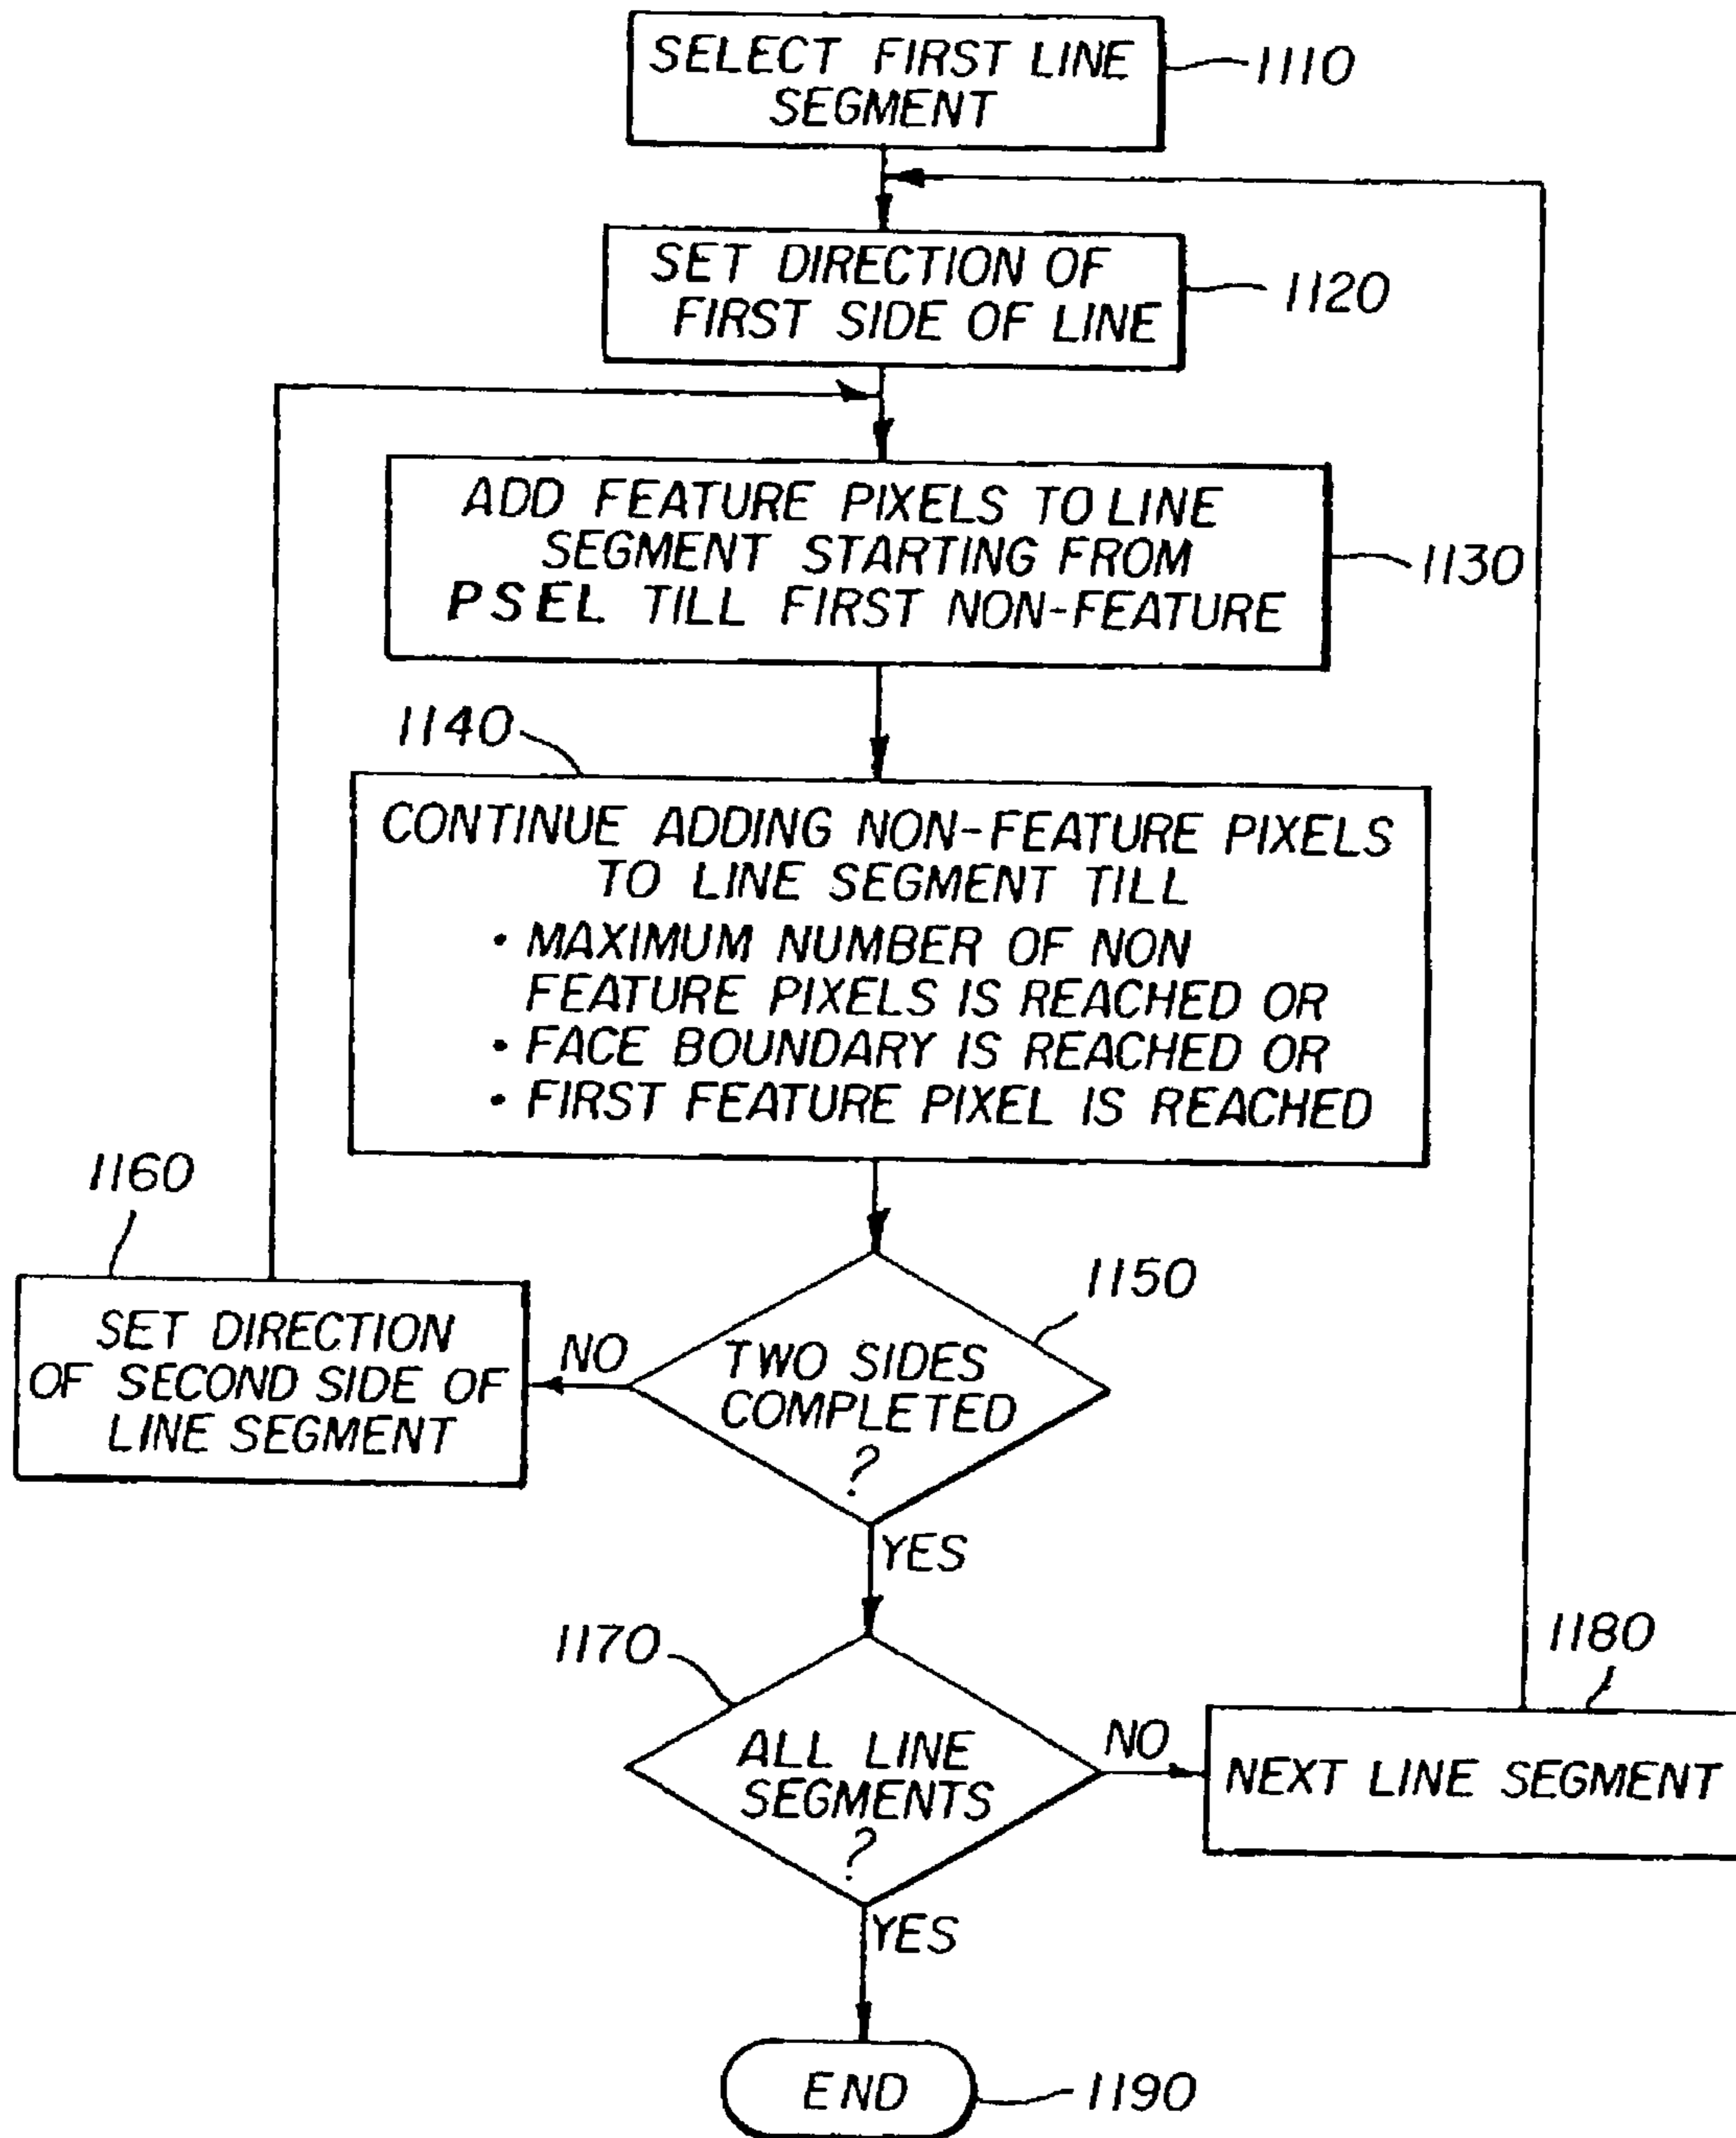 SELECT FIRST LINE
SEGMENT
1110
SET DIRECTION OF
FIRST SIDE OF LINE
1120
ADD FEATURE PIXELS TO LINE
SEGMENT STARTING FROM
PSEL TILL FIRST NON-FEATURE
1130
1140
CONTINUE ADDING NON-FEATURE PIXELS
TO LINE SEGMENT TILL
• MAXIMUM NUMBER OF NON
FEATURE PIXELS IS REACHED OR
• FACE BOUNDARY IS REACHED OR
• FIRST FEATURE PIXEL IS REACHED
1160
SET DIRECTION
OF SECOND SIDE OF
LINE SEGMENT
NO
1150
TWO SIDES
COMPLETED
?
YES
1170
ALL LINE
SEGMENTS
?
NO
1180
NEXT LINE SEGMENT
YES
END
1190